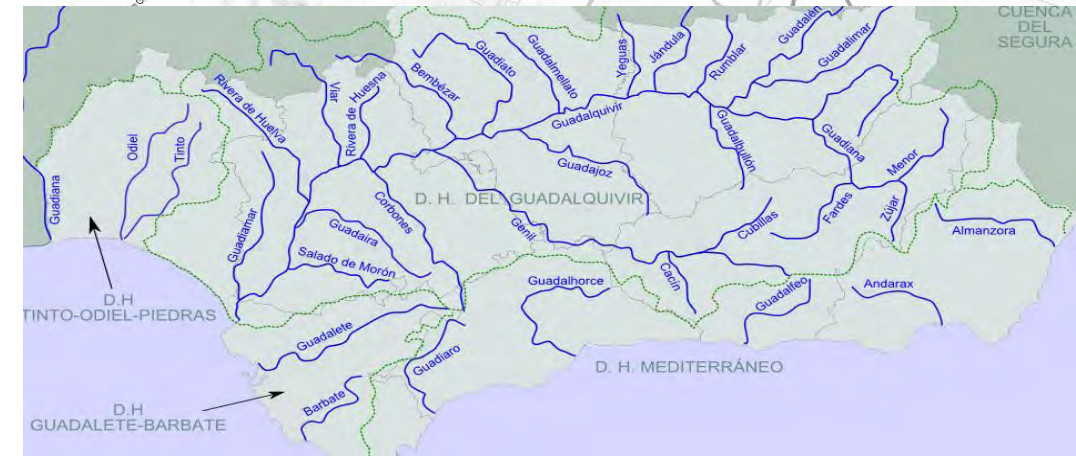 CUENCA
DEL
SEGURA
Guadalén
Guadalimar
Jándula
Rumblar
Yeguas
Guadalmellato
Guadiato
Bembézar
Rivera de Huesna
Viar
Rivera de Huelva
Odiel
Tinto
Guadiana
Guadalquivir
Guadalbullón
Guadiana
Menor
Guadajoz
D. H. DEL GUADALQUIVIR
Corbones
Genil
Guadaira
Guadiamar
Salado de Morón
Cubillas
Fardes
Zújar
Almanzora
Cacín
Guadalhorce
Guadalfeo
Andarax
D.H
TINTO-ODIEL-PIEDRAS
Guadalete
Guadiaro
D. H. MEDITERRÁNEO
Barbate
D.H
GUADALETE-BARBATE